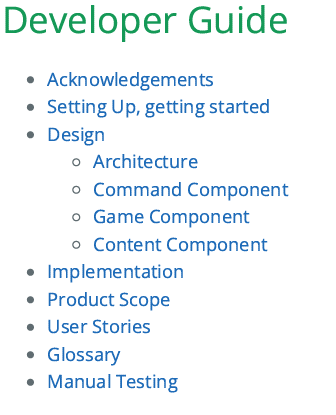 Developer Guide
Acknowledgements
Setting Up, getting started
Design
Architecture
Command Component
Game Component
Content Component
Implementation
Product Scope
User Stories
Glossary
Manual Testing